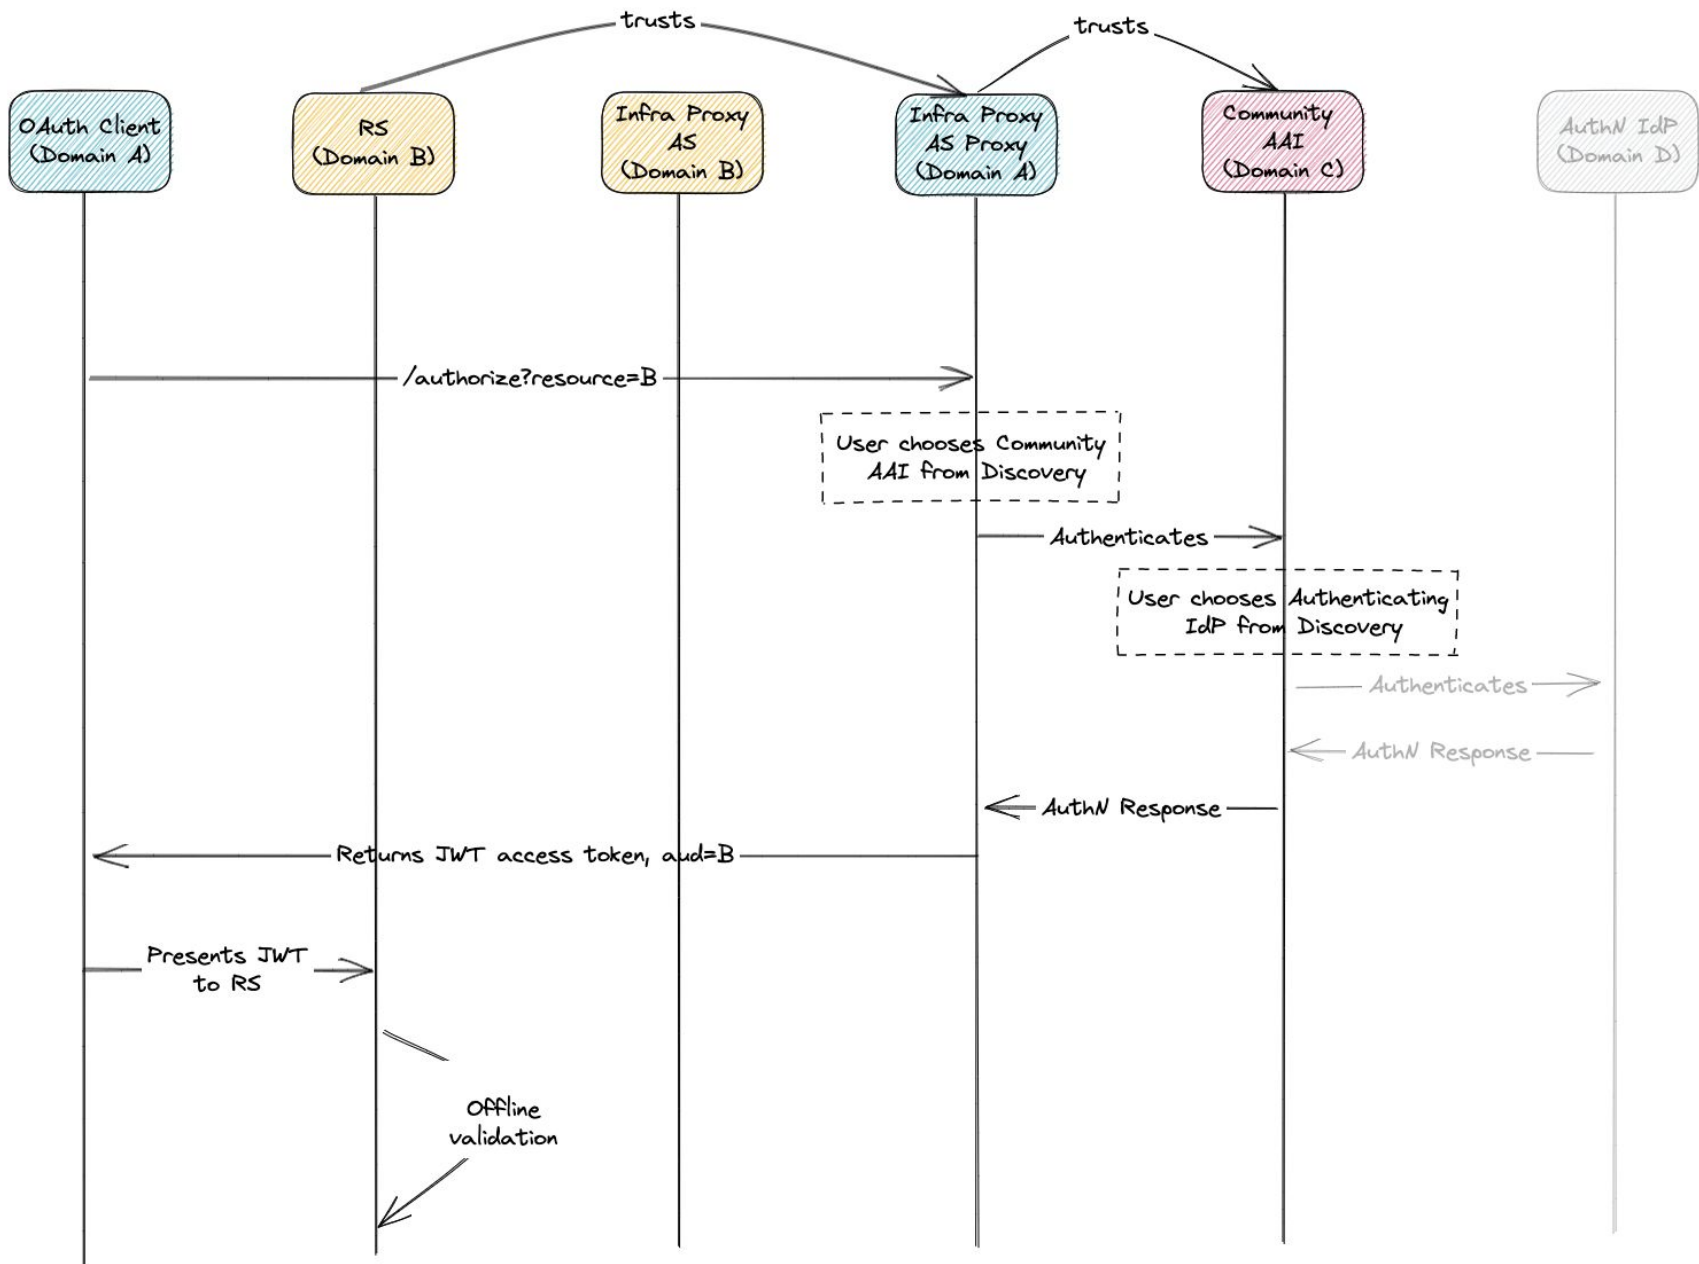 trusts
trusts
OAuth Client
(Domain A)
RS
(Domain B)
Infra Proxy
AS
(Domain B)
Infra Proxy
AS Proxy
(Domain A)
Community
AAI
(Domain C)
AuthN IdP
(Domain D)
/authorize?resource=B
User chooses Community
AAI from Discovery
Authenticates
User chooses Authenticating
IdP from Discovery
Authenticates
AuthN Response
AuthN Response
Returns JWT access token, aud=B
Presents JWT
to RS
Offline
validation